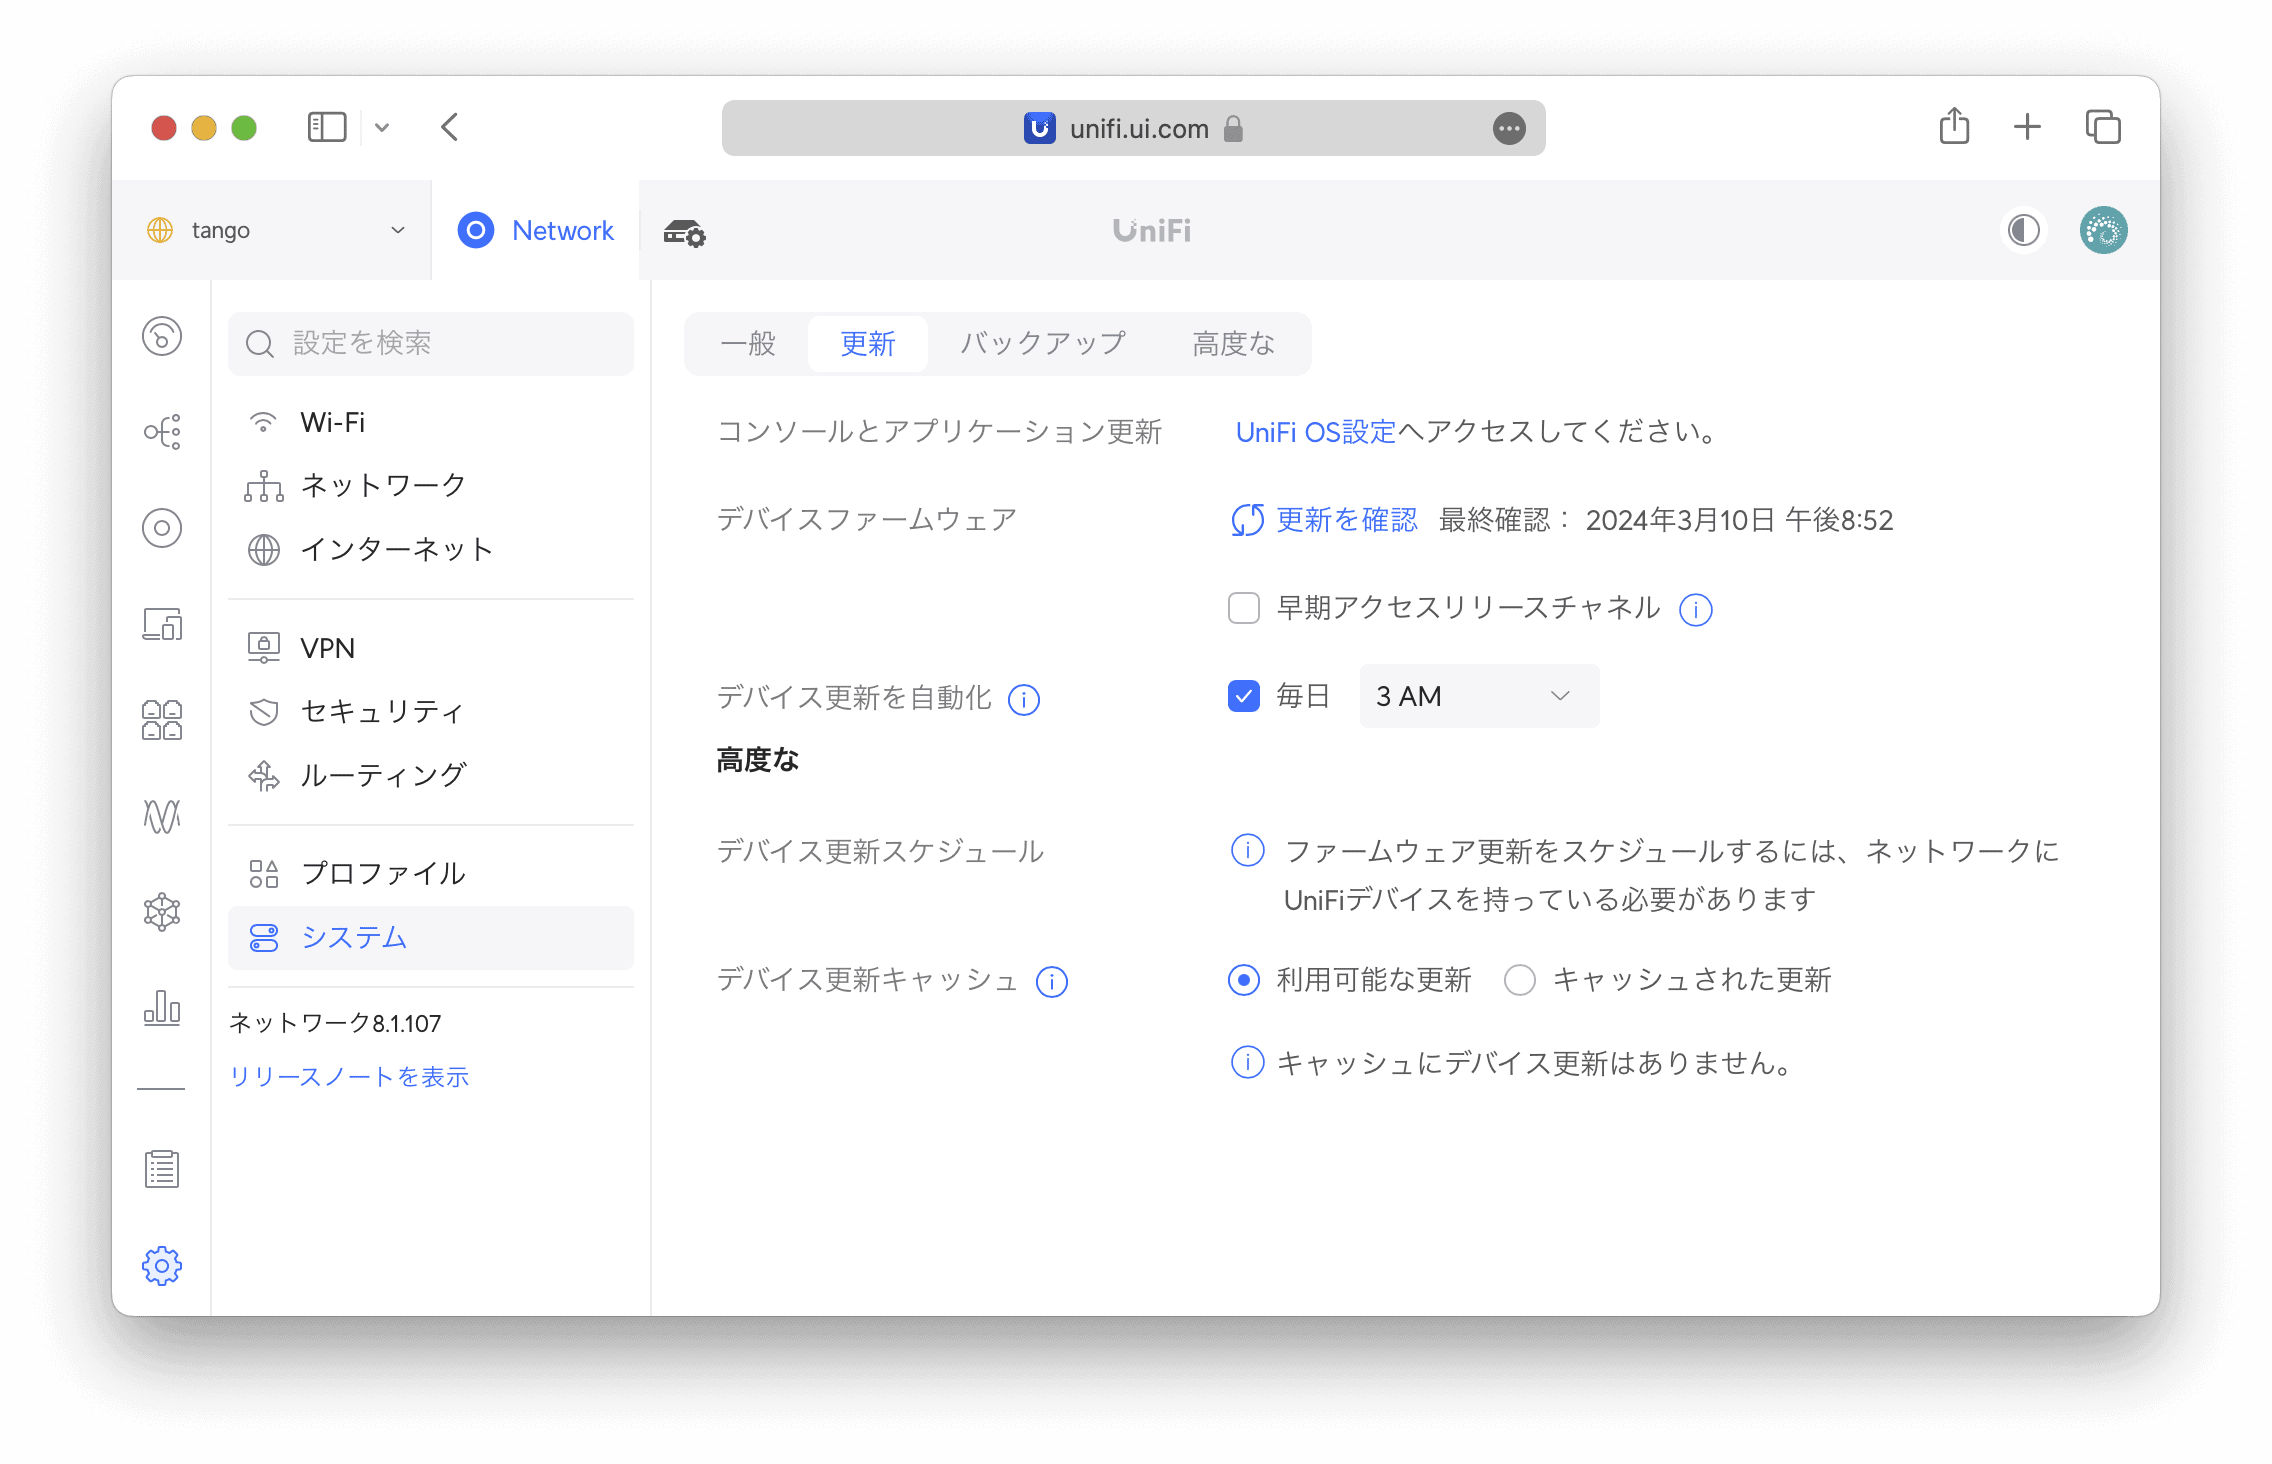 unifi.ui.com
tango
Network
UniFi
設定を検索
Wi-Fi
ネットワーク
インターネット
VPN
セキュリティ
ルーティング
プロファイル
システム
ネットワーク8.1.107
リリースノートを表示
一般 更新 バックアップ 高度な
コンソールとアプリケーション更新 UniFi OS設定へアクセスしてください。
デバイスファームウェア 更新を確認 最終確認： 2024年3月10日 午後8:52
早期アクセスリリースチャネル
デバイス更新を自動化 毎日 3 AM
高度な
デバイス更新スケジュール ファームウェア更新をスケジュールするには、ネットワークに
UniFiデバイスを持っている必要があります
デバイス更新キャッシュ 利用可能な更新 キャッシュされた更新
キャッシュにデバイス更新はありません。